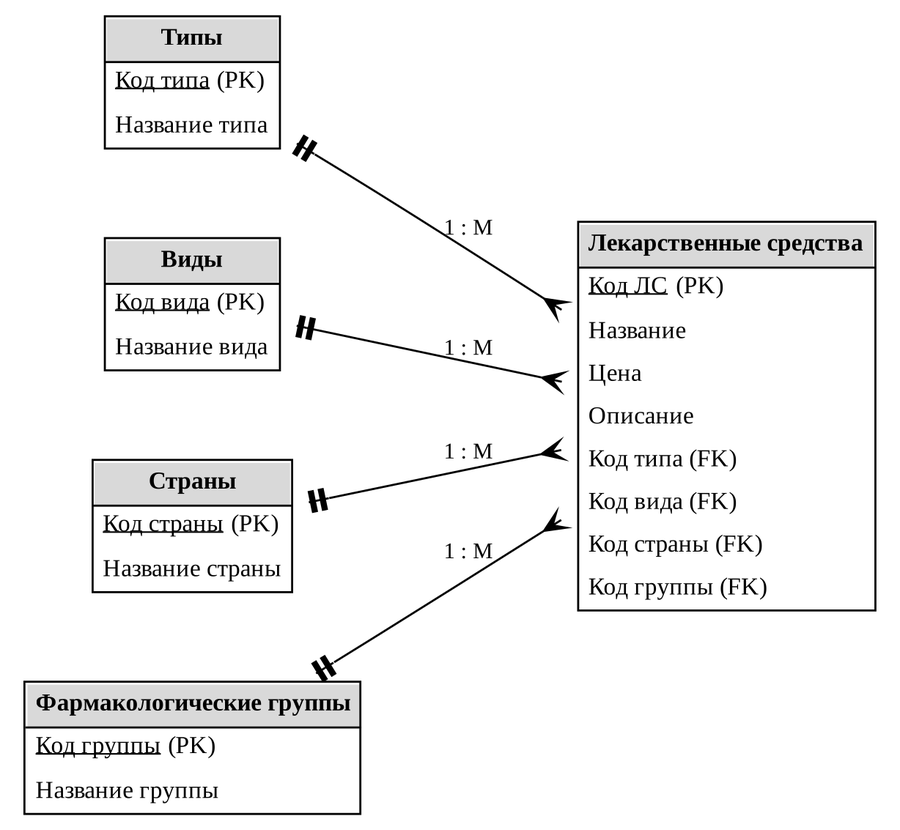 Типы
Код типа (PK)
Название типа
1 : M
Виды
Код вида (PK)
Название вида
1 : M
Страны
Код страны (PK)
Название страны
1 : M
Фармакологические группы
Код группы (PK)
Название группы
1 : M
Лекарственные средства
Код ЛС (PK)
Название
Цена
Описание
Код типа (FK)
Код вида (FK)
Код страны (FK)
Код группы (FK)